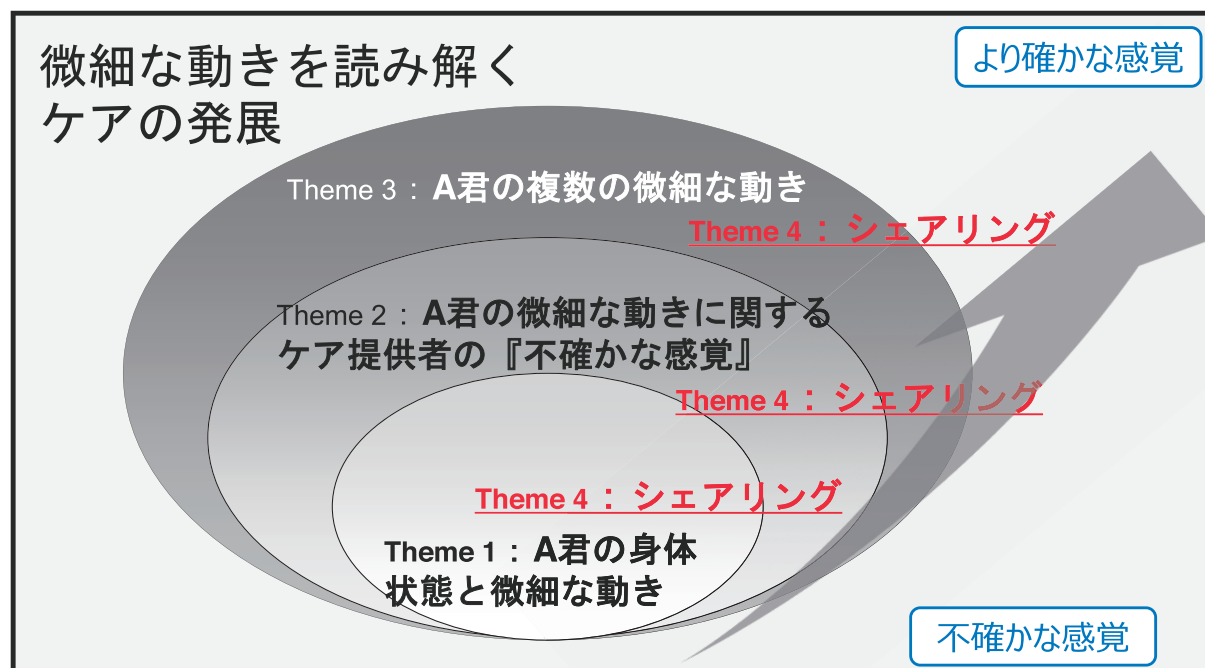 微細な動きを読み解く
ケアの発展
より確かな感覚
Theme 3：A君の複数の微細な動き
Theme 4：シェアリング
Theme 2：A君の微細な動きに関する
ケア提供者の『不確かな感覚』
Theme 4：シェアリング
Theme 4：シェアリング
Theme 1：A君の身体
状態と微細な動き
不確かな感覚